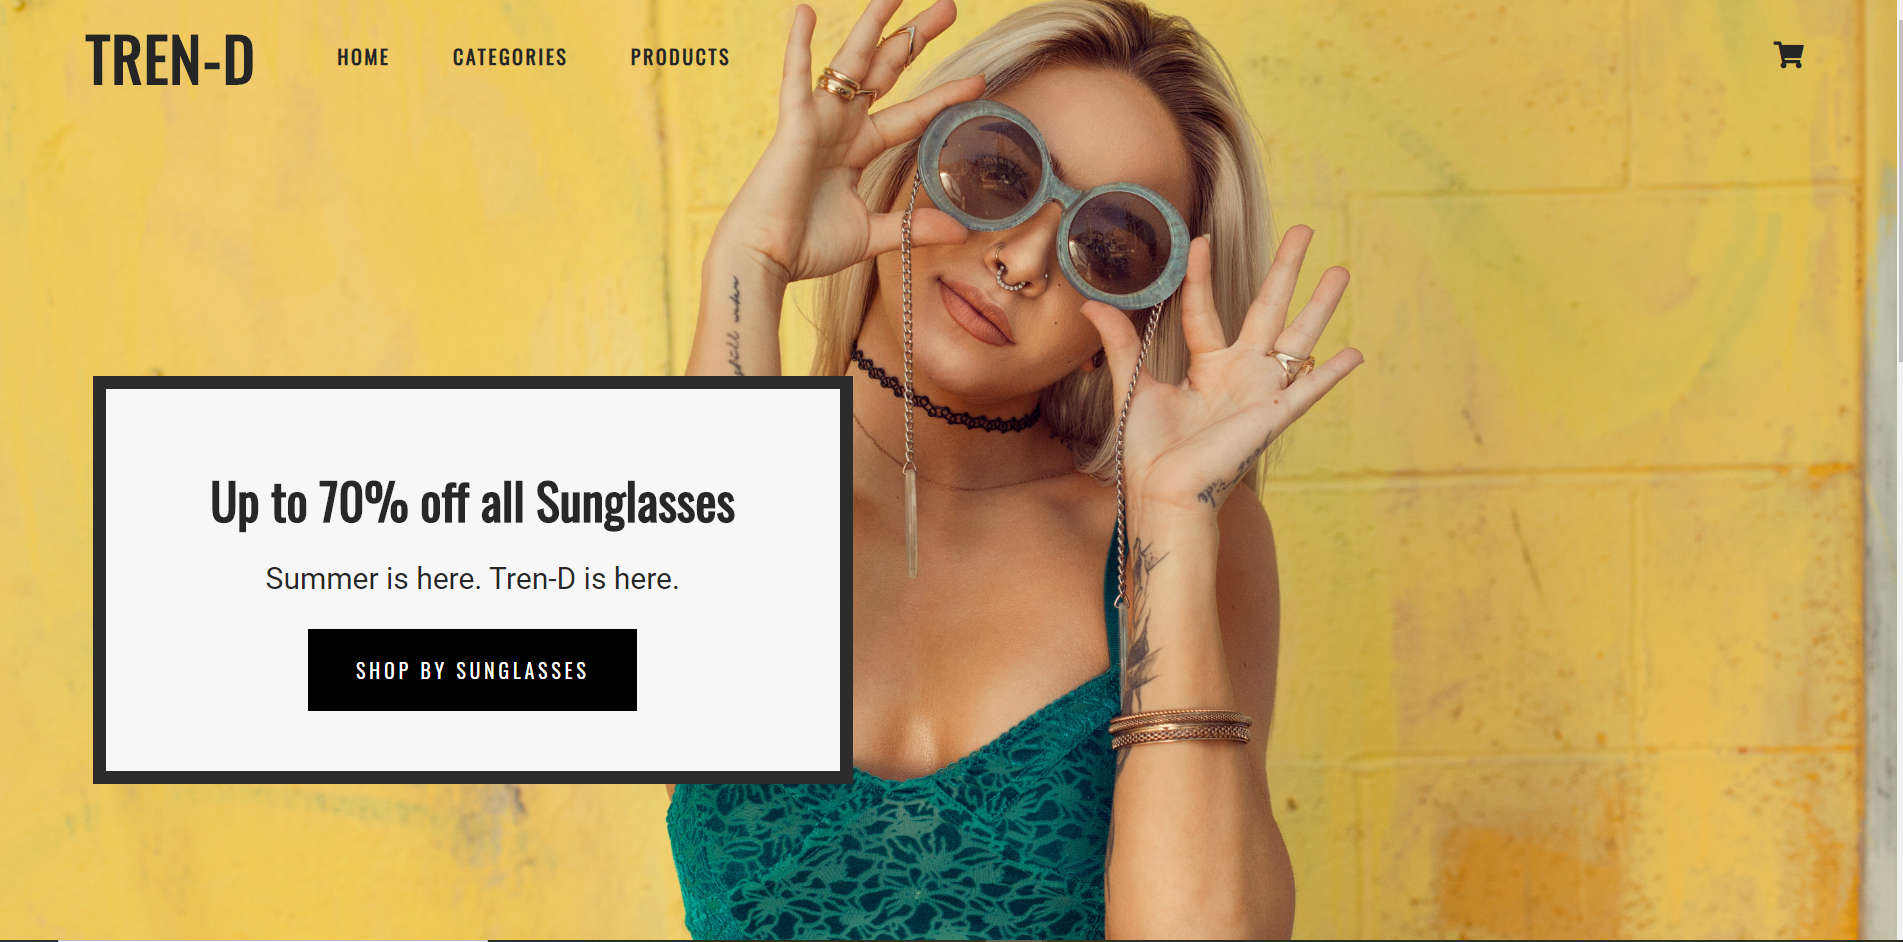 TREN-D
HOME
CATEGORIES
PRODUCTS
still
Up to 70% off all Sunglasses
Summer is here. Tren-D is here.
SHOP BY SUNGLASSES